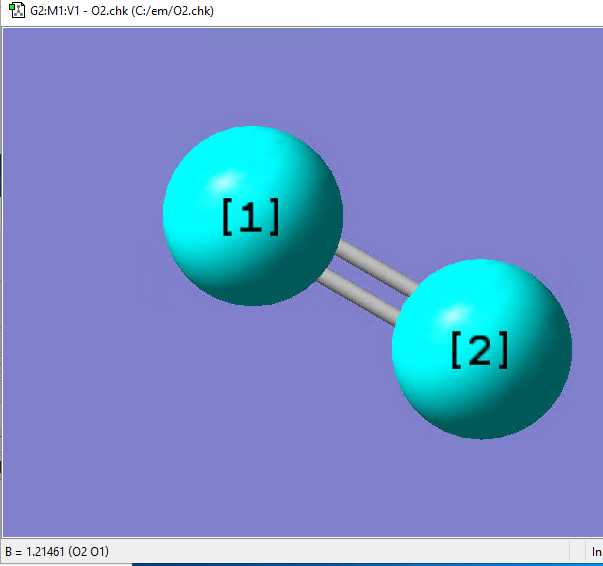 G2:M1:V1 - O2.chk (C:/em/O2.chk)
[1]
[2]
B = 1.21461 (O2 O1)
In